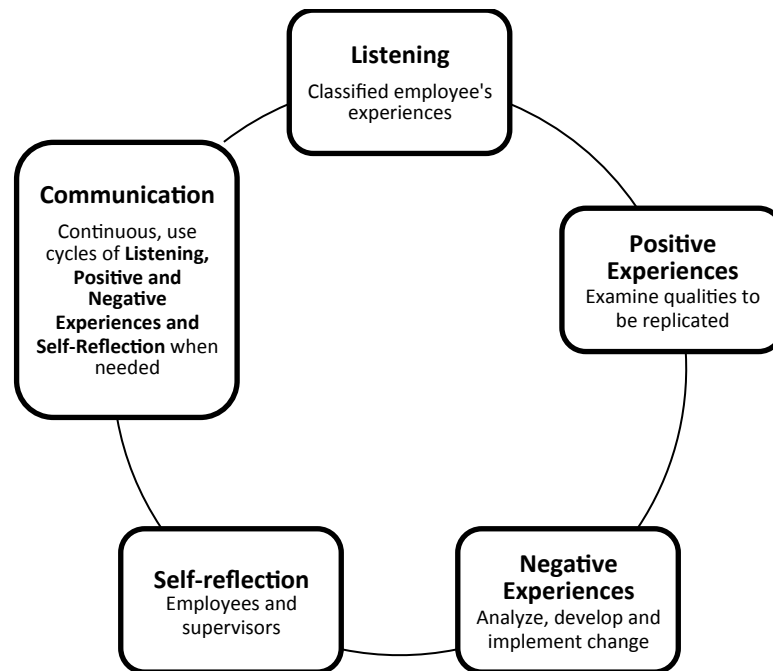 Listening
Classified employee's
experiences
Positive
Experiences
Examine qualities to
be replicated
Negative
Experiences
Analyze, develop and
implement change
Self-reflection
Employees and
supervisors
Communication
Continuous, use
cycles of Listening,
Positive and
Negative
Experiences and
Self-Reflection when
needed